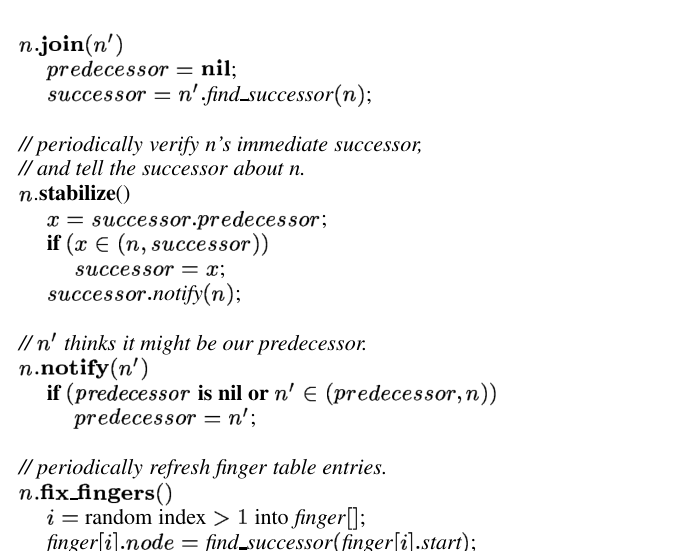 n.join(n′)
predecessor = nil;
successor = n′.find_successor(n);
// periodically verify n's immediate successor,
// and tell the successor about n.
n.stabilize()
x = successor.predecessor;
if (x ∈ (n, successor))
successor = x;
successor.notify(n);
// n′ thinks it might be our predecessor.
n.notify(n′)
if (predecessor is nil or n′ ∈ (predecessor, n))
predecessor = n′;
// periodically refresh finger table entries.
n.fix_fingers()
i = random index > 1 into finger[];
finger[i].node = find_successor(finger[i].start);